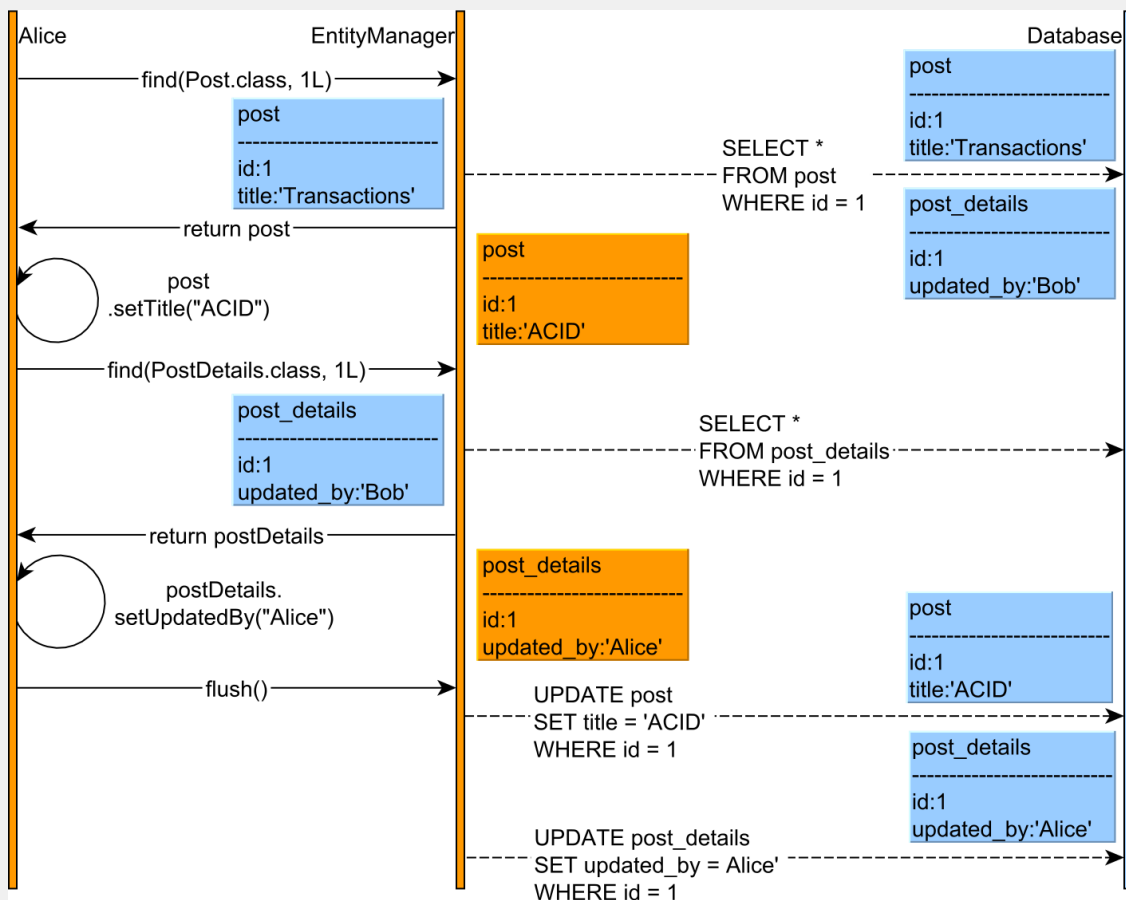 Alice
EntityManager
Database
find(Post.class, 1L)
post
----------------------------
id:1
title:'Transactions'
post
----------------------------
id:1
title:'Transactions'
SELECT *
FROM post
WHERE id = 1
post_details
----------------------------
id:1
updated_by:'Bob'
return post
post
.setTitle("ACID")
post
----------------------------
id:1
title:'ACID'
find(PostDetails.class, 1L)
post_details
----------------------------
id:1
updated_by:'Bob'
SELECT *
FROM post_details
WHERE id = 1
return postDetails
postDetails.
setUpdatedBy("Alice")
post_details
----------------------------
id:1
updated_by:'Alice'
post
----------------------------
id:1
title:'ACID'
flush()
UPDATE post
SET title = 'ACID'
WHERE id = 1
post_details
----------------------------
id:1
updated_by:'Alice'
UPDATE post_details
SET updated_by = Alice'
WHERE id = 1